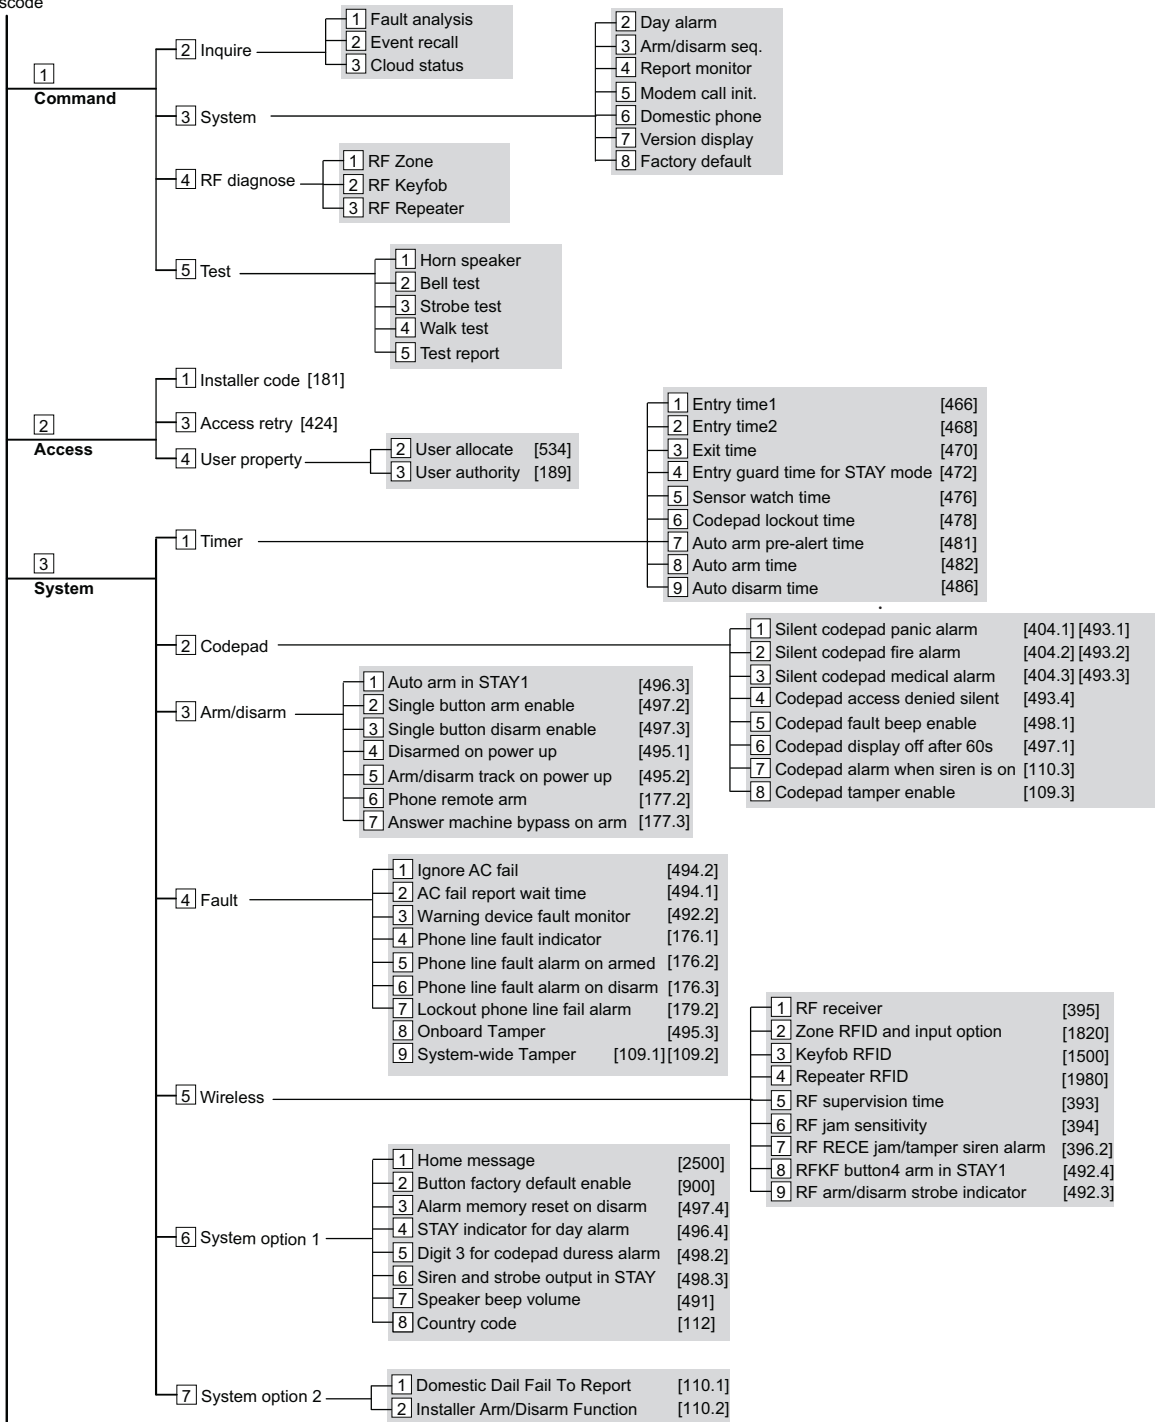 scode
1
Command
2 Inquire
1 Fault analysis
2 Event recall
3 Cloud status
3 System
2 Day alarm
3 Arm/disarm seq.
4 Report monitor
5 Modem call init.
6 Domestic phone
7 Version display
8 Factory default
4 RF diagnose
1 RF Zone
2 RF Keyfob
3 RF Repeater
5 Test
1 Horn speaker
2 Bell test
3 Strobe test
4 Walk test
5 Test report
2
Access
1 Installer code [181]
3 Access retry [424]
4 User property
2 User allocate [534]
3 User authority [189]
3
System
1 Timer
1 Entry time1 [466]
2 Entry time2 [468]
3 Exit time [470]
4 Entry guard time for STAY mode [472]
5 Sensor watch time [476]
6 Codepad lockout time [478]
7 Auto arm pre-alert time [481]
8 Auto arm time [482]
9 Auto disarm time [486]
2 Codepad
1 Silent codepad panic alarm [404.1] [493.1]
2 Silent codepad fire alarm [404.2] [493.2]
3 Silent codepad medical alarm [404.3] [493.3]
4 Codepad access denied silent [493.4]
5 Codepad fault beep enable [498.1]
6 Codepad display off after 60s [497.1]
7 Codepad alarm when siren is on [110.3]
8 Codepad tamper enable [109.3]
3 Arm/disarm
1 Auto arm in STAY1 [496.3]
2 Single button arm enable [497.2]
3 Single button disarm enable [497.3]
4 Disarmed on power up [495.1]
5 Arm/disarm track on power up [495.2]
6 Phone remote arm [177.2]
7 Answer machine bypass on arm [177.3]
4 Fault
1 Ignore AC fail [494.2]
2 AC fail report wait time [494.1]
3 Warning device fault monitor [492.2]
4 Phone line fault indicator [176.1]
5 Phone line fault alarm on armed [176.2]
6 Phone line fault alarm on disarm [176.3]
7 Lockout phone line fail alarm [179.2]
8 Onboard Tamper [495.3]
9 System-wide Tamper [109.1][109.2]
5 Wireless
1 RF receiver [395]
2 Zone RFID and input option [1820]
3 Keyfob RFID [1500]
4 Repeater RFID [1980]
5 RF supervision time [393]
6 RF jam sensitivity [394]
7 RF RECE jam/tamper siren alarm [396.2]
8 RFKF button4 arm in STAY1 [492.4]
9 RF arm/disarm strobe indicator [492.3]
6 System option 1
1 Home message [2500]
2 Button factory default enable [900]
3 Alarm memory reset on disarm [497.4]
4 STAY indicator for day alarm [496.4]
5 Digit 3 for codepad duress alarm [498.2]
6 Siren and strobe output in STAY [498.3]
7 Speaker beep volume [491]
8 Country code [112]
7 System option 2
1 Domestic Dail Fail To Report [110.1]
2 Installer Arm/Disarm Function [110.2]